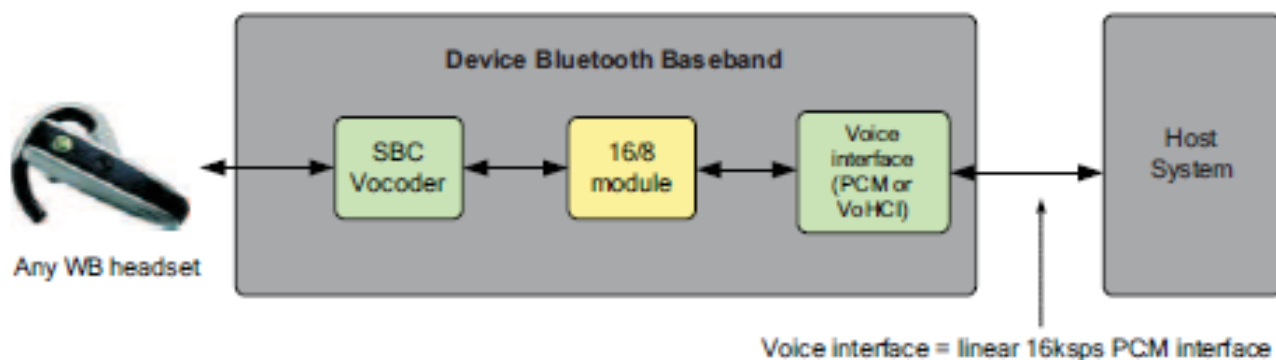 Device Bluetooth Baseband
SBC
Vocoder
16/8
module
Voice
interface
(PCM or
VoHCI)
Host
System
Any WB headset
Voice interface = linear 16ksps PCM interface